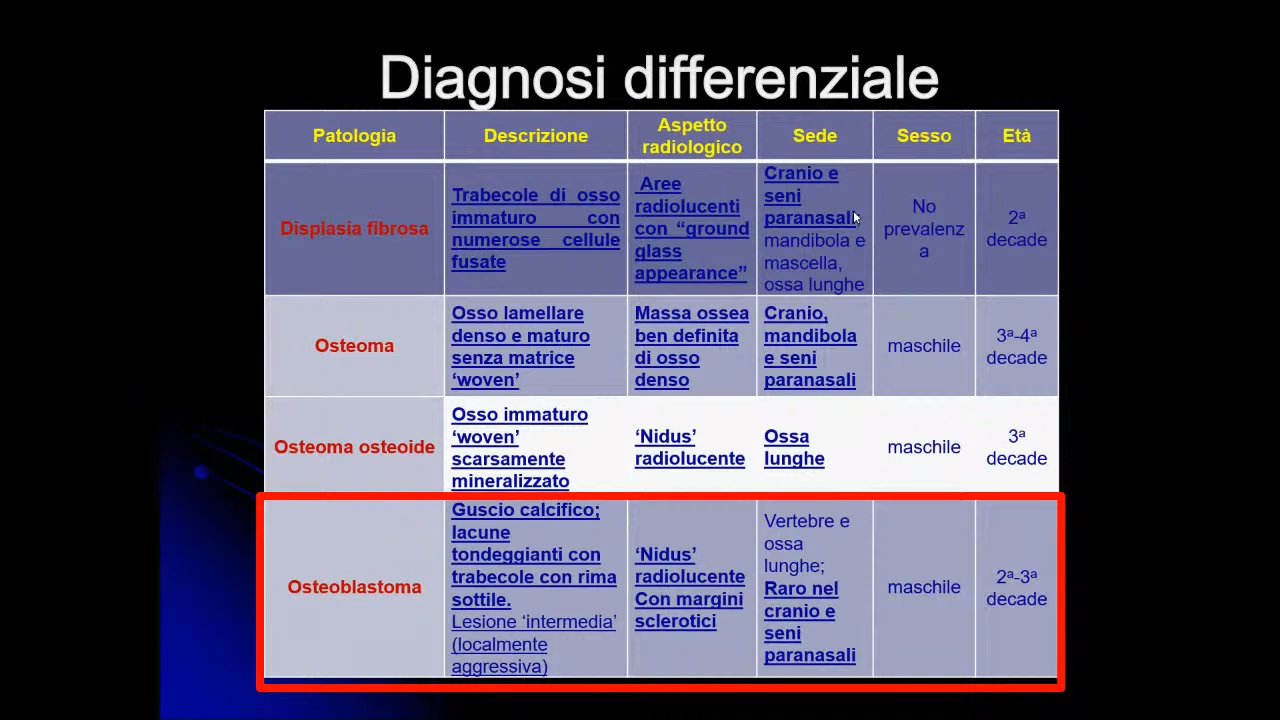 Diagnosi differenziale
Patologia
Descrizione
Aspetto
radiologico
Sede
Sesso
Età
Displasia fibrosa
Trabecole di osso
immaturo con
numerose cellule
fusate
Aree
radiolucenti
con “ground
glass
appearance”
Cranio e
seni
paranasali,
mandibola e
mascella,
ossa lunghe
No
prevalenz
a
2ª
decade
Osteoma
Osso lamellare
denso e maturo
senza matrice
‘woven’
Massa ossea
ben definita
di osso
denso
Cranio,
mandibola
e seni
paranasali
maschile
3ª-4ª
decade
Osteoma osteoide
Osso immaturo
‘woven’
scarsamente
mineralizzato
‘Nidus’
radiolucente
Ossa
lunghe
maschile
3ª
decade
Osteoblastoma
Guscio calcifico;
lacune
tondeggianti con
trabecole con rima
sottile.
Lesione ‘intermedia’
(localmente
aggressiva)
‘Nidus’
radiolucente
Con margini
sclerotici
Vertebre e
ossa
lunghe;
Raro nel
cranio e
seni
paranasali
maschile
2ª-3ª
decade